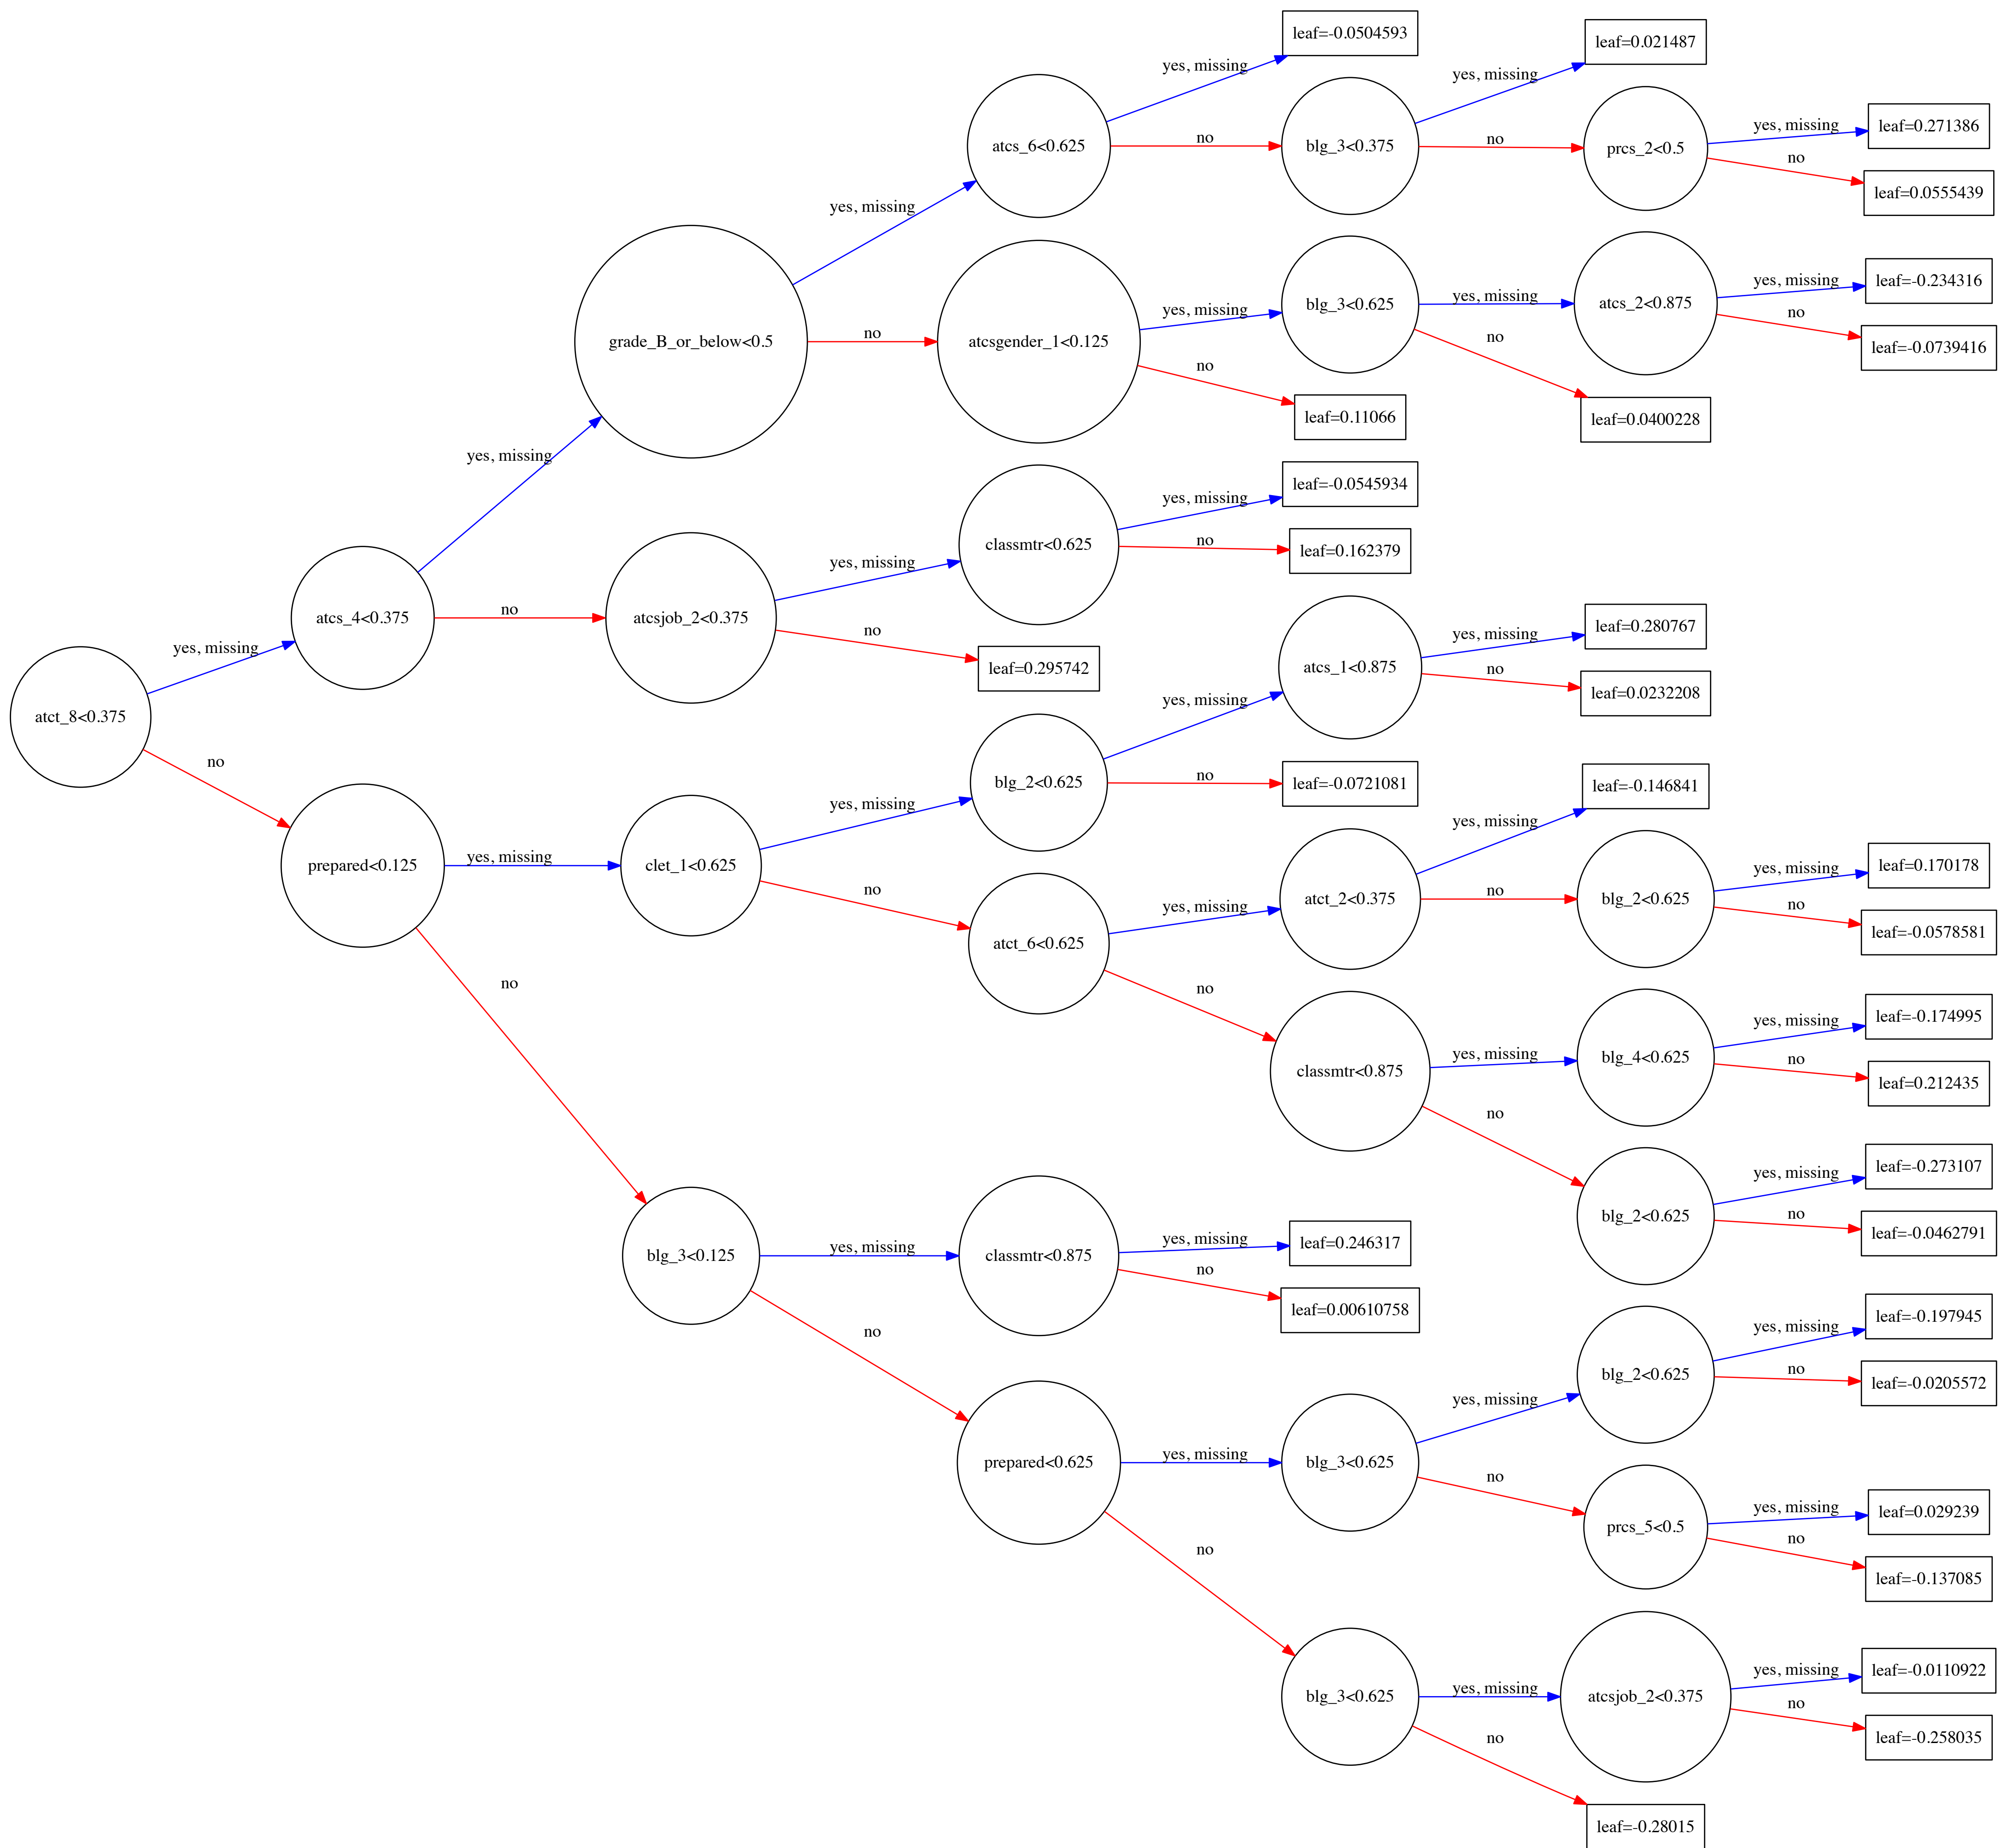 leaf=-0.0504593
leaf=0.021487
yes, missing
yes, missing
leaf=0.271386
yes, missing
atcs_6<0.625
no
blg_3<0.375
no
prcs_2<0.5
no
leaf=0.0555439
yes, missing
leaf=-0.234316
yes, missing
yes, missing
yes, missing
blg_3<0.625
atcs_2<0.875
no
leaf=-0.0739416
grade_B_or_below<0.5
no
atcsgender_1<0.125
no
no
leaf=0.11066
leaf=0.0400228
yes, missing
leaf=-0.0545934
yes, missing
classmtr<0.625
no
leaf=0.162379
yes, missing
atcs_4<0.375
no
atcsjob_2<0.375
no
leaf=0.295742
leaf=0.280767
yes, missing
atcs_1<0.875
no
leaf=0.0232208
yes, missing
atct_8<0.375
no
yes, missing
blg_2<0.625
no
leaf=-0.0721081
leaf=-0.146841
yes, missing
yes, missing
prepared<0.125
yes, missing
clet_1<0.625
no
yes, missing
atct_2<0.375
no
blg_2<0.625
yes, missing
leaf=0.170178
no
leaf=-0.0578581
atct_6<0.625
no
no
yes, missing
leaf=-0.174995
classmtr<0.875
yes, missing
blg_4<0.625
no
leaf=0.212435
no
yes, missing
leaf=-0.273107
blg_2<0.625
no
leaf=-0.0462791
blg_3<0.125
yes, missing
classmtr<0.875
yes, missing
leaf=0.246317
no
leaf=0.00610758
no
yes, missing
leaf=-0.197945
blg_2<0.625
no
leaf=-0.0205572
yes, missing
prepared<0.625
yes, missing
blg_3<0.625
no
prcs_5<0.5
yes, missing
leaf=0.029239
no
leaf=-0.137085
no
blg_3<0.625
yes, missing
atcsjob_2<0.375
yes, missing
leaf=-0.0110922
no
leaf=-0.258035
no
leaf=-0.28015